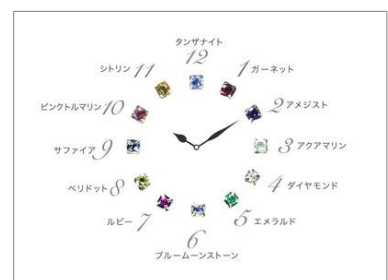 タンザナイト
12
シトリン 11
1 ガーネット
ピンクトルマリン 10
2 アメジスト
サファイア 9
3 アクアマリン
ペリドット 8
4 ダイヤモンド
ルビー 7
5 エメラルド
6
ブルームーンストーン